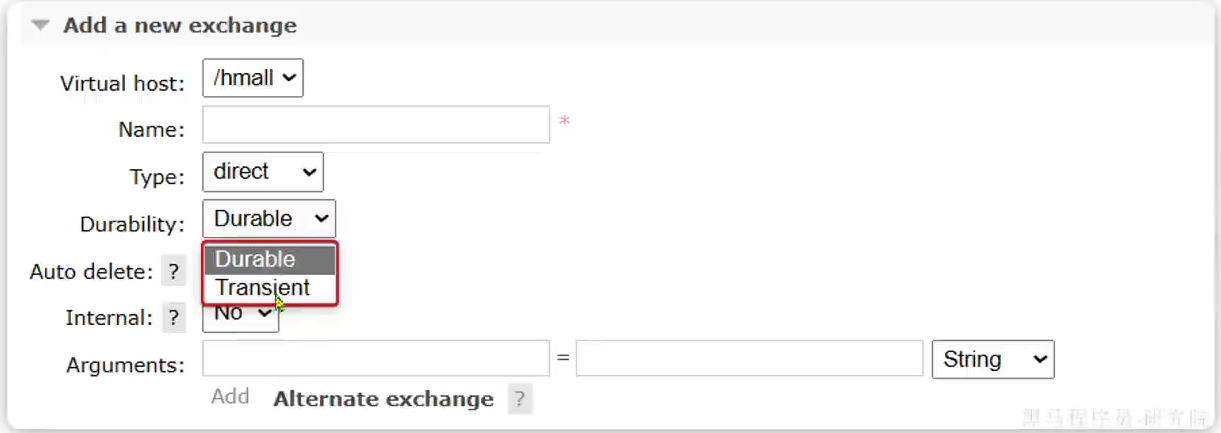 Add a new exchange
Virtual host: /hmall
Name: *
Type: direct
Durability: Durable
Durable
Transient
Auto delete: ?
Internal: ? No
Arguments: = String
Add Alternate exchange ?
黑马程序员-研究院